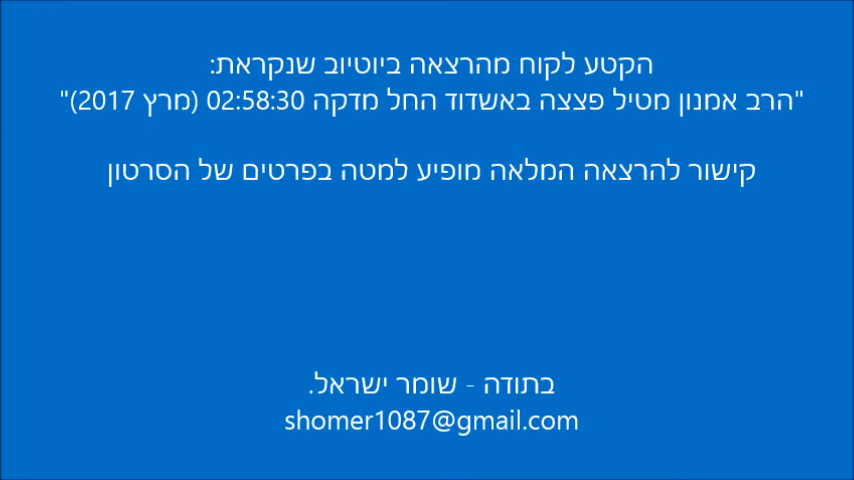 הקטע לקוח מהרצאה ביוטיוב שנקראת:
"הרב אמנון מטיל פצצה באשדוד החל מדקה 02:58:30 (מרץ 2017)"
קישור להרצאה המלאה מופיע למטה בפרטים של הסרטון
בתודה - שומר ישראל.
shomer1087@gmail.com